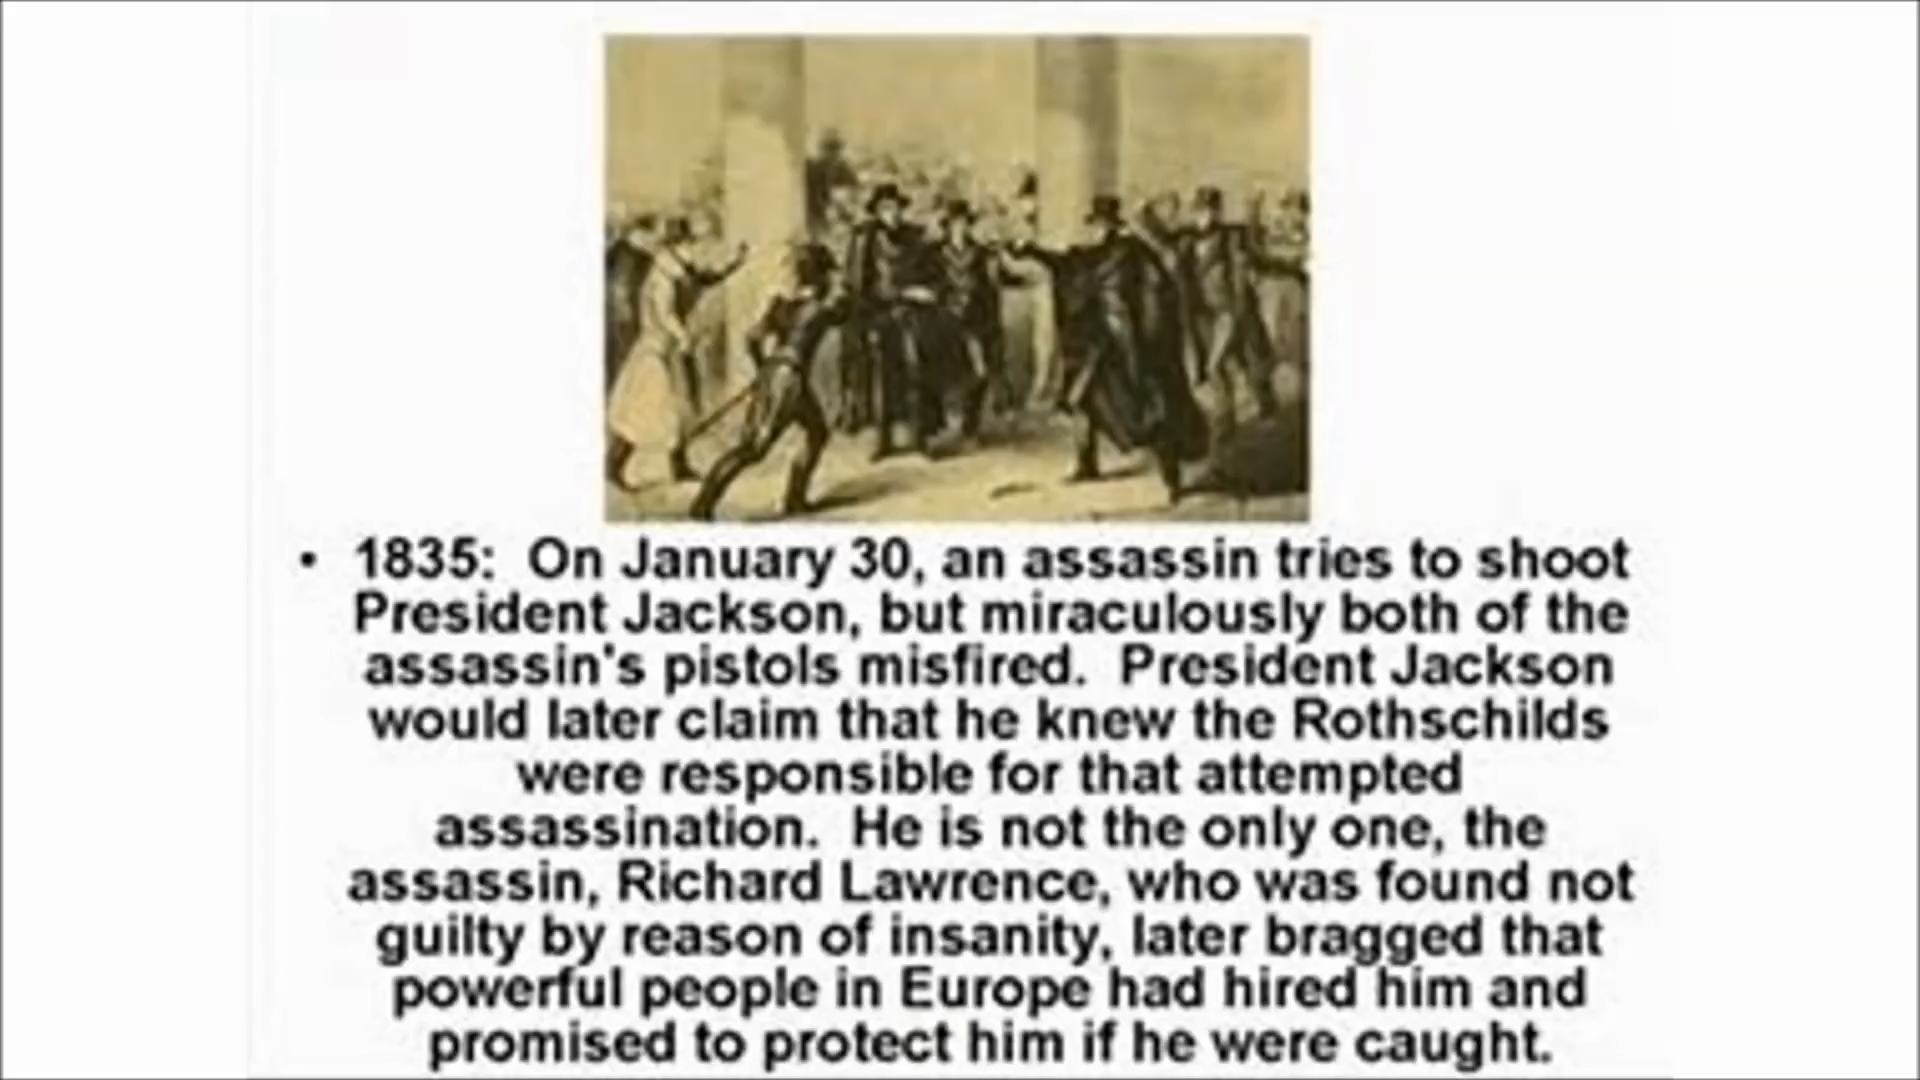 • 1835: On January 30, an assassin tries to shoot
President Jackson, but miraculously both of the
assassin's pistols misfired. President Jackson
would later claim that he knew the Rothschilds
were responsible for that attempted
assassination. He is not the only one, the
assassin, Richard Lawrence, who was found not
guilty by reason of insanity, later bragged that
powerful people in Europe had hired him and
promised to protect him if he were caught.